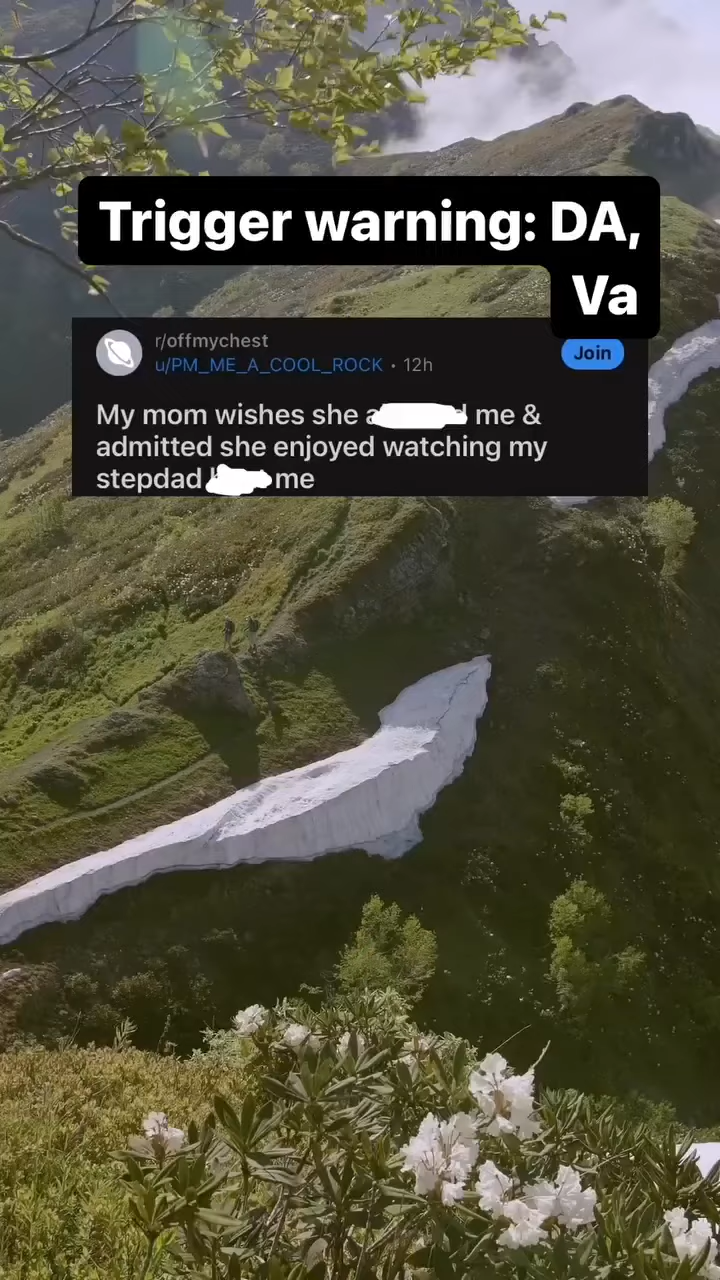 Trigger warning: DA,
Va
r/offmychest
u/PM_ME_A_COOL_ROCK • 12h
Join
My mom wishes she me &
admitted she enjoyed watching my
stepdad me